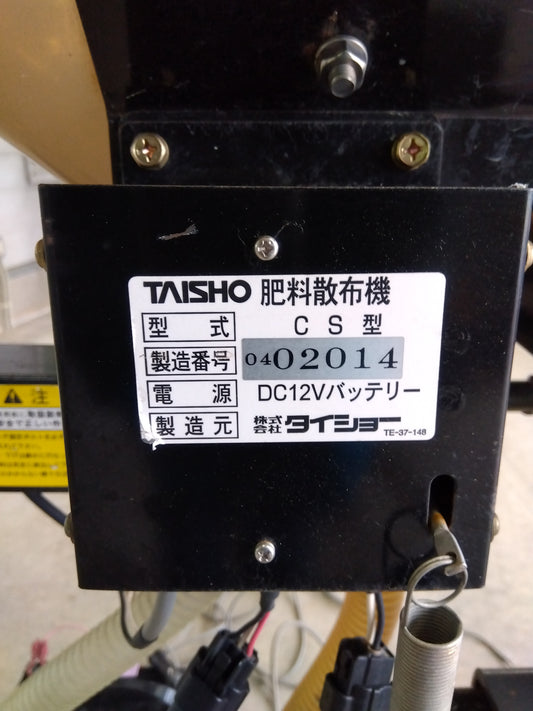 TAISHO 肥料散布機
型式 CS型
製造番号 0402014
電源 DC12Vバッテリー
製造元 株式会社 タイショー
TE-37-148
注